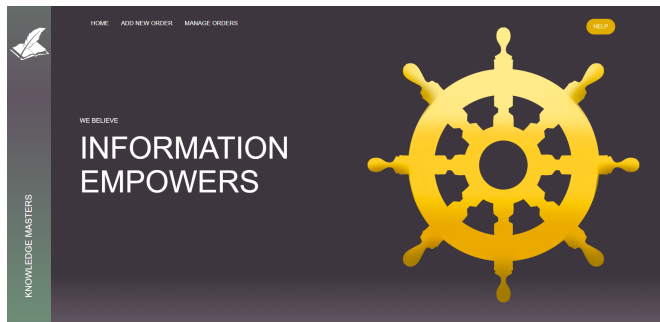 HOME ADD NEW ORDER MANAGE ORDERS HELP
WE BELIEVE
INFORMATION
EMPOWERS
KNOWLEDGE MASTERS